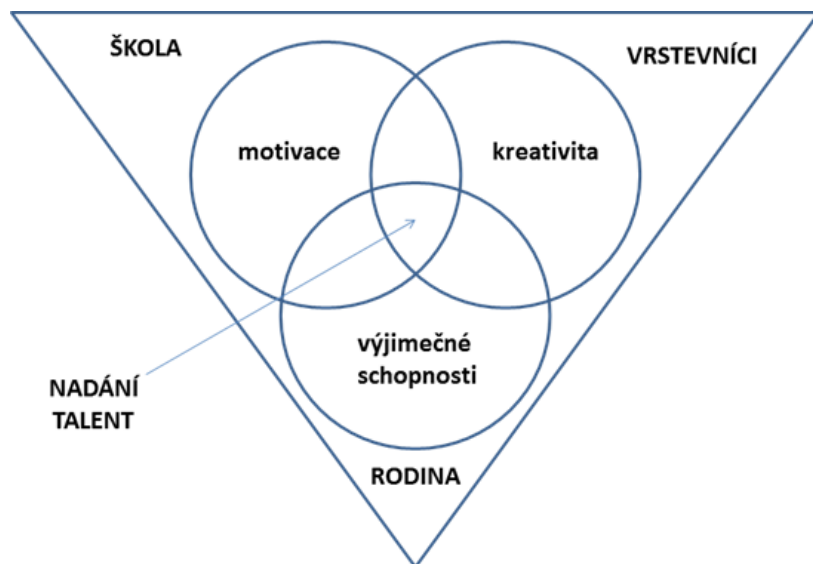 ŠKOLA
VRSTEVNÍCI
motivace
kreativita
výjimečné
schopnosti
NADÁNÍ
TALENT
RODINA